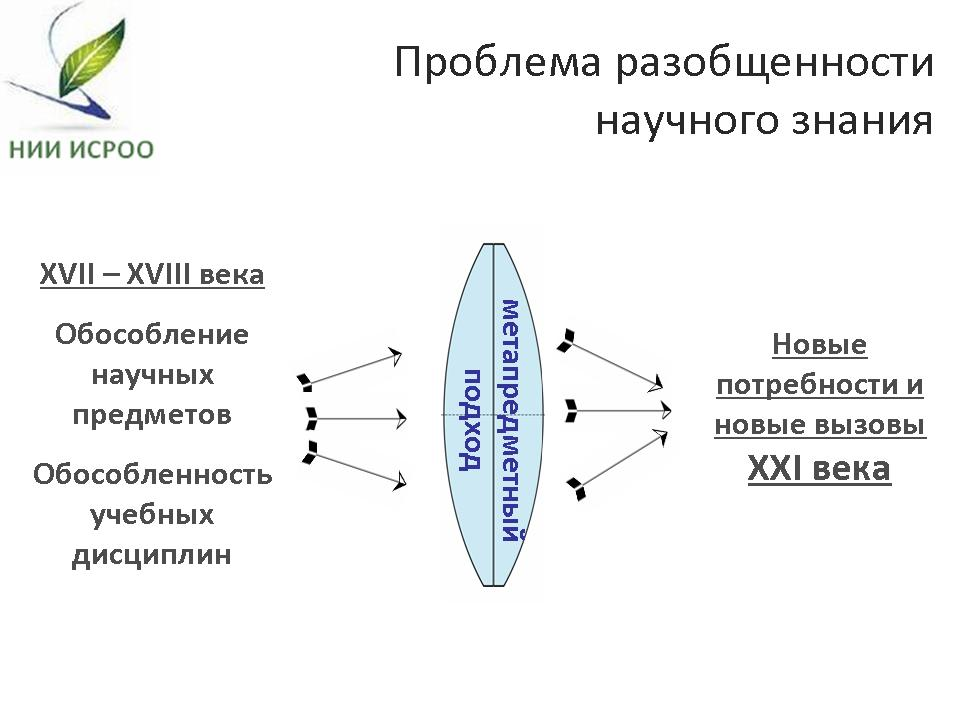 НИИ ИСРОО
Проблема разобщенности
научного знания
XVII – XVIII века
Обособление
научных
предметов
Обособленность
учебных
дисциплин
метапредметный
подход
Новые
потребности и
новые вызовы
XXI века